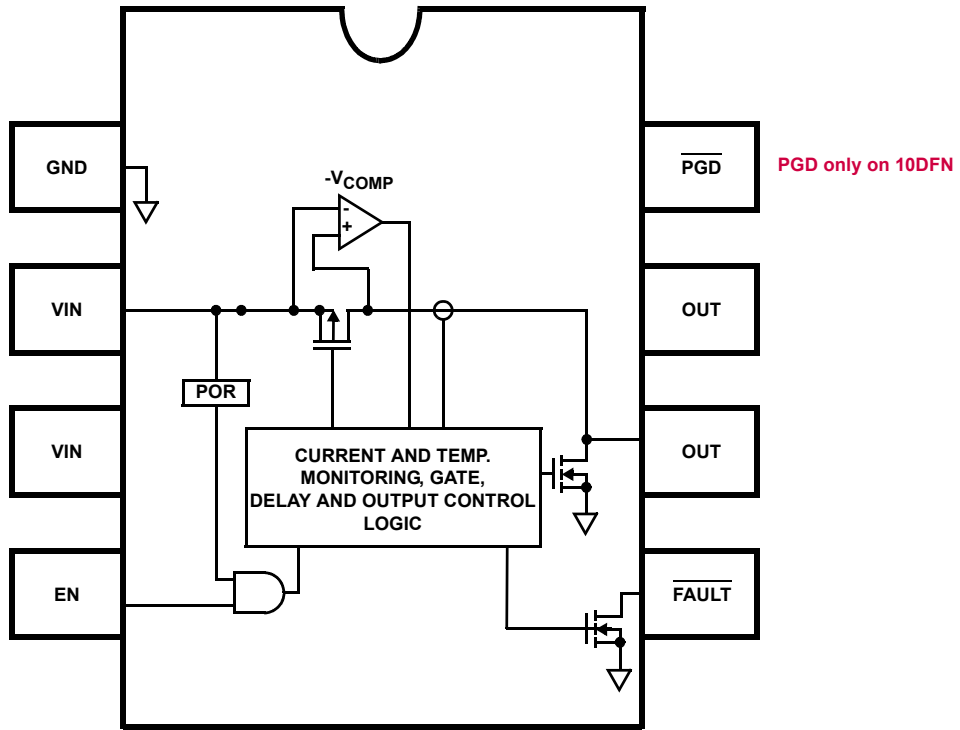 GND
PGD
PGD only on 10DFN
-VCOMP
-
+
VIN
OUT
POR
VIN
CURRENT AND TEMP.
MONITORING, GATE,
DELAY AND OUTPUT CONTROL
LOGIC
OUT
EN
FAULT